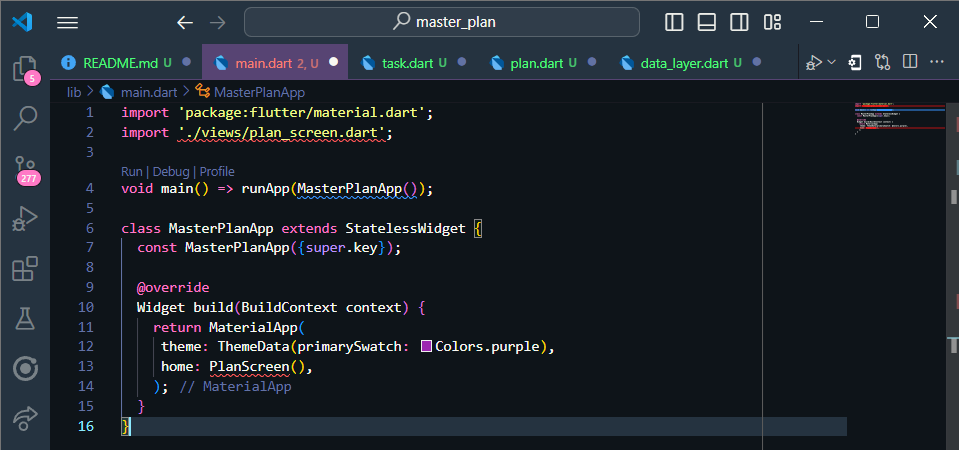 master_plan
README.md U
main.dart 2, U
task.dart U
plan.dart U
data_layer.dart U
lib > main.dart > MasterPlanApp
5
277
1 import 'package:flutter/material.dart';
2 import './views/plan_screen.dart';
3
Run | Debug | Profile
4 void main() => runApp(MasterPlanApp());
5
6 class MasterPlanApp extends StatelessWidget {
7 const MasterPlanApp({super.key});
8
9 @override
10 Widget build(BuildContext context) {
11 return MaterialApp(
12 theme: ThemeData(primarySwatch: Colors.purple),
13 home: PlanScreen(),
14 ); // MaterialApp
15 }
16 }